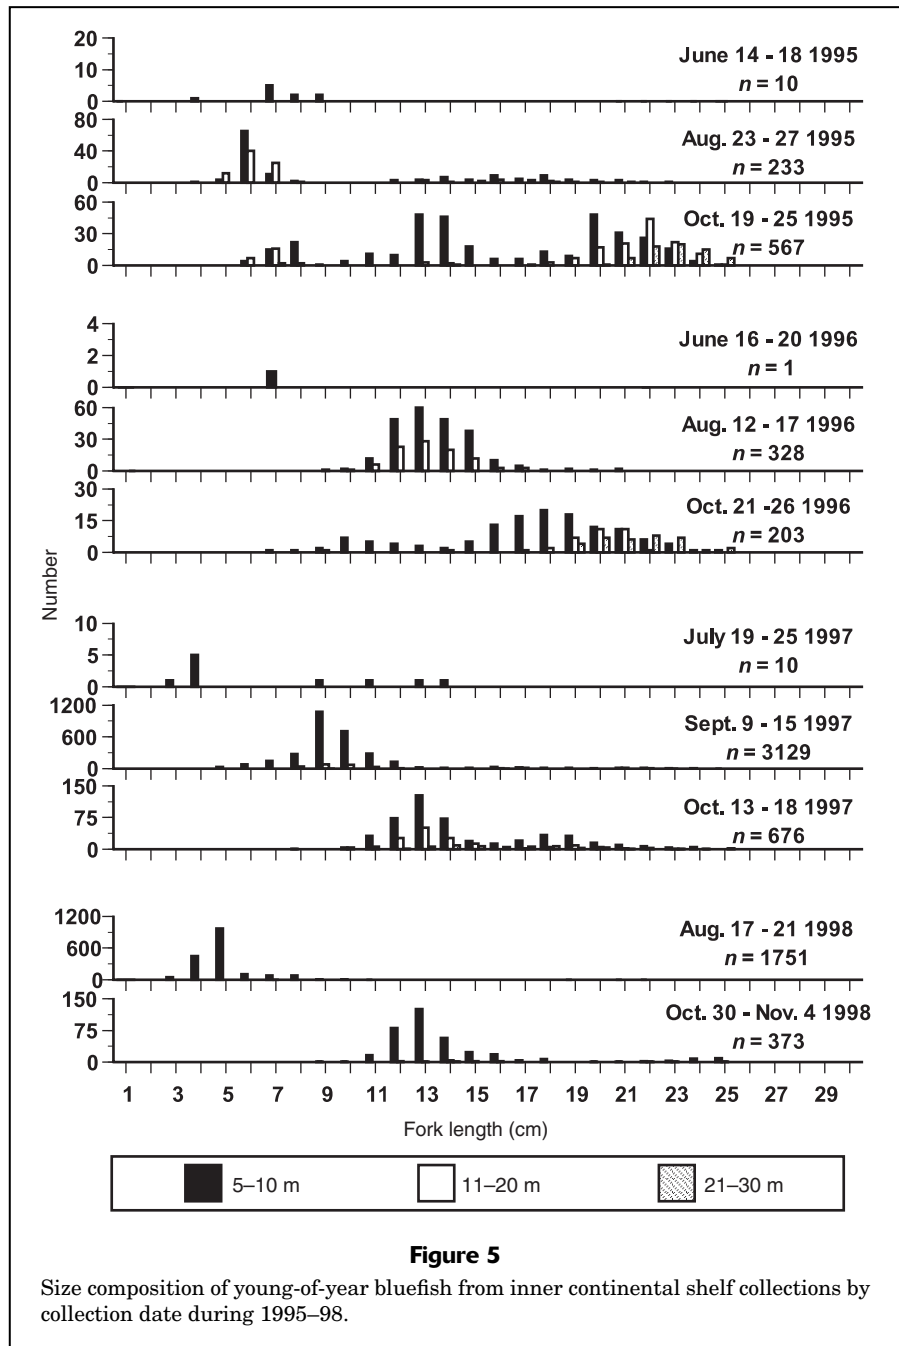 20
10
0
June 14 - 18 1995
n = 10
80
40
0
Aug. 23 - 27 1995
n = 233
60
30
0
Oct. 19 - 25 1995
n = 567
4
2
0
June 16 - 20 1996
n = 1
60
30
0
Aug. 12 - 17 1996
n = 328
30
15
0
Oct. 21 -26 1996
n = 203
Number
10
5
0
July 19 - 25 1997
n = 10
1200
600
0
Sept. 9 - 15 1997
n = 3129
150
75
0
Oct. 13 - 18 1997
n = 676
1200
600
0
Aug. 17 - 21 1998
n = 1751
150
75
0
Oct. 30 - Nov. 4 1998
n = 373
1 3 5 7 9 11 13 15 17 19 21 23 25 27 29
Fork length (cm)
5–10 m 11–20 m 21–30 m
Figure 5
Size composition of young-of-year bluefish from inner continental shelf collections by
collection date during 1995–98.